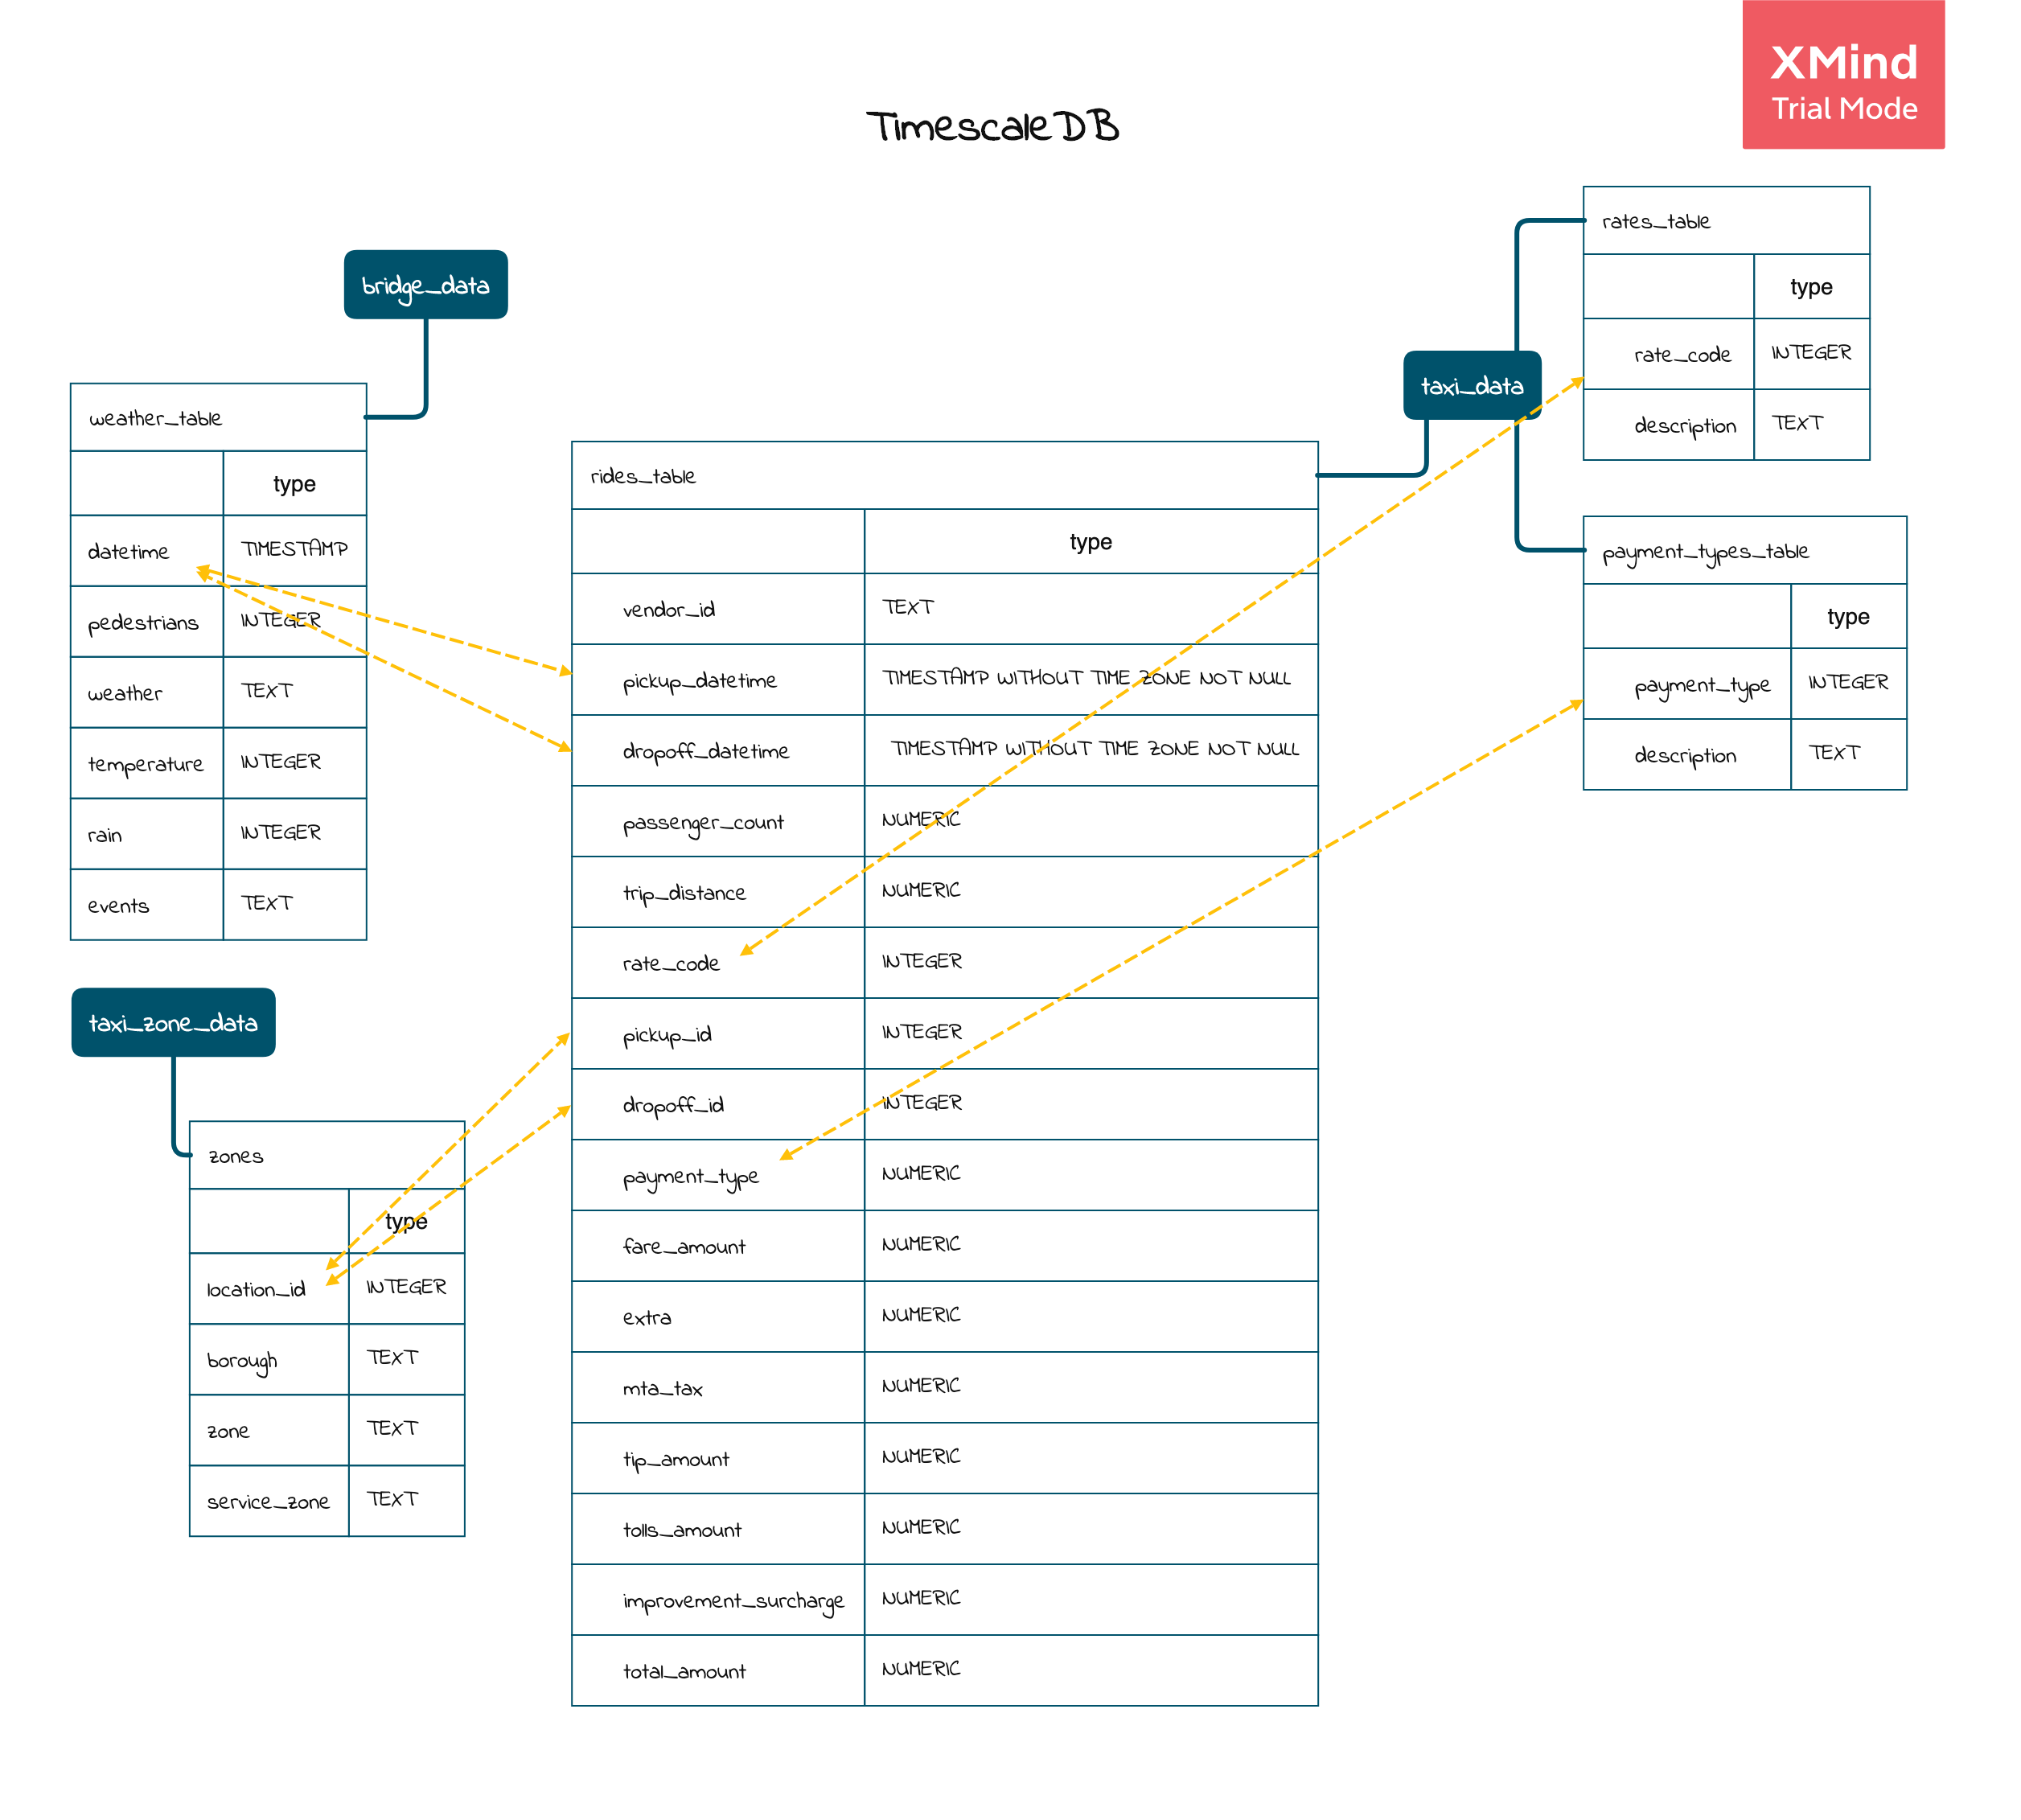 XMind
Trial Mode
TimescaleDB
bridge_data
weather_table
type
datetime TIMESTAMP
pedestrians INTEGER
weather TEXT
temperature INTEGER
rain INTEGER
events TEXT
taxi_zone_data
zones
type
location_id INTEGER
borough TEXT
zone TEXT
service_zone TEXT
rides_table
type
vendor_id TEXT
pickup_datetime TIMESTAMP WITHOUT TIME ZONE NOT NULL
dropoff_datetime TIMESTAMP WITHOUT TIME ZONE NOT NULL
passenger_count NUMERIC
trip_distance NUMERIC
rate_code INTEGER
pickup_id INTEGER
dropoff_id INTEGER
payment_type NUMERIC
fare_amount NUMERIC
extra NUMERIC
mta_tax NUMERIC
tip_amount NUMERIC
tolls_amount NUMERIC
improvement_surcharge NUMERIC
total_amount NUMERIC
taxi_data
rates_table
type
rate_code INTEGER
description TEXT
payment_types_table
type
payment_type INTEGER
description TEXT